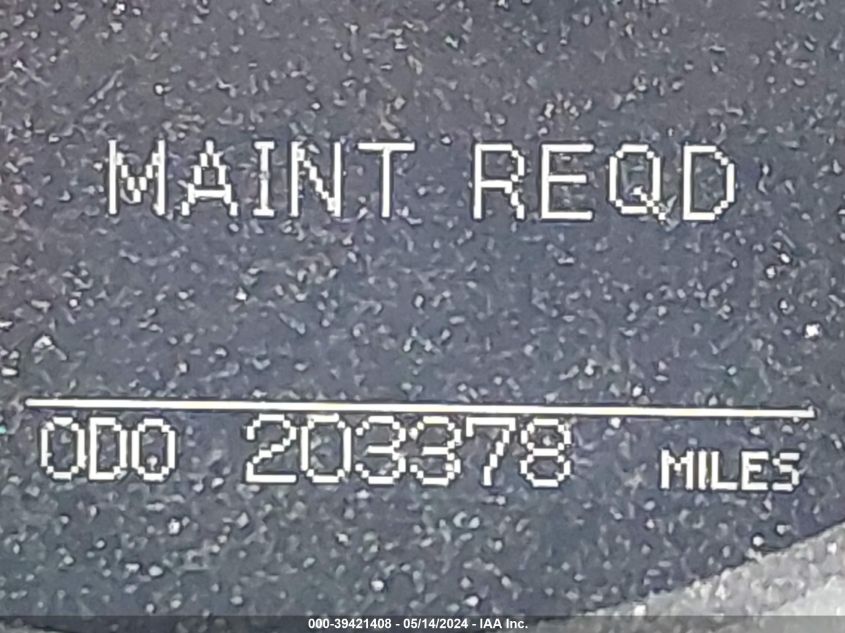 MAINT REQD
ODO 203378 MILES
000-39421408 - 05/14/2024 - IAA Inc.